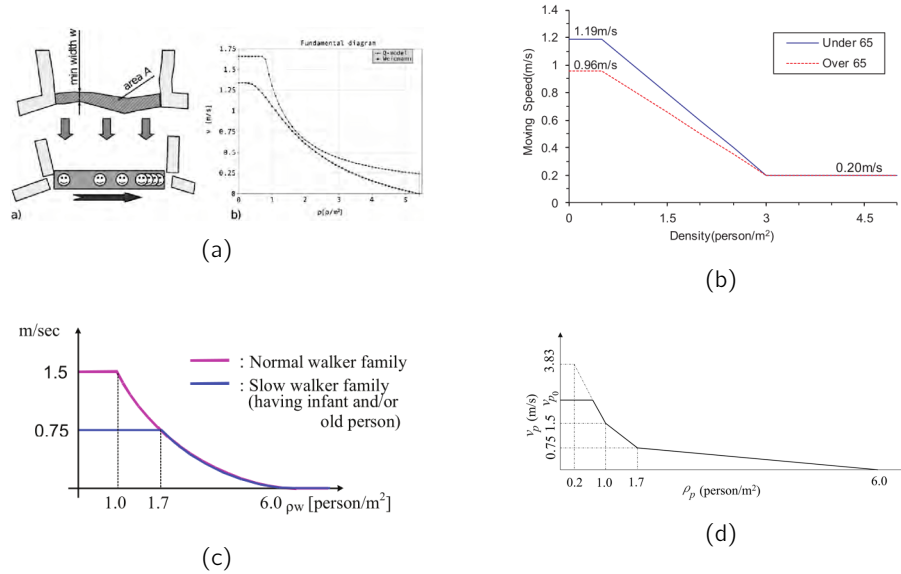 min width w
area A
a)
Fundamental diagram
Q-model
Weidmann
v (m/s)
1.75
1.5
1.25
1
0.75
0.5
0.25
0
0
1
2
3
4
5
ρ[p/m²]
b)
(a)
Moving Speed(m/s)
1.4
1.2
1
0.8
0.6
0.4
0.2
0
1.19m/s
0.96m/s
0.20m/s
Under 65
Over 65
0
1.5
3
4.5
Density(person/m²)
(b)
m/sec
1.5
0.75
: Normal walker family
: Slow walker family
(having infant and/or
old person)
1.0
1.7
6.0
ρw [person/m²]
(c)
v_p (m/s)
3.83
v_p₀
1.5
0.75
0.2
1.0
1.7
6.0
ρ_p (person/m²)
(d)